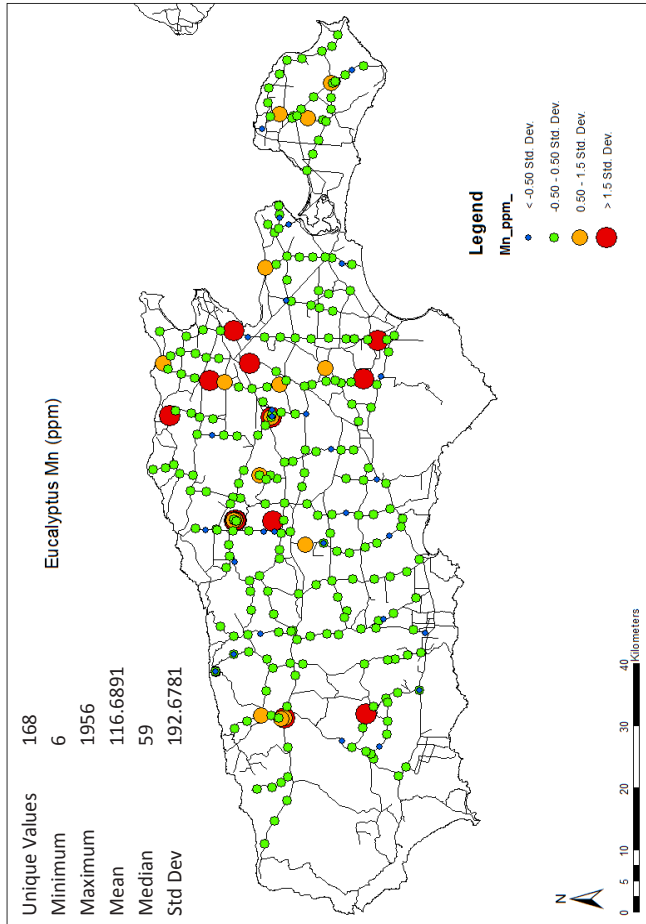 Unique Values 168
Minimum 6
Maximum 1956
Mean 116.6891
Median 59
Std Dev 192.6781
Eucalyptus Mn (ppm)
Legend
Mn_ppm_
< -0.50 Std. Dev.
-0.50 - 0.50 Std. Dev.
0.50 - 1.5 Std. Dev.
> 1.5 Std. Dev.
N
0 5 10 20 30 40
Kilometers